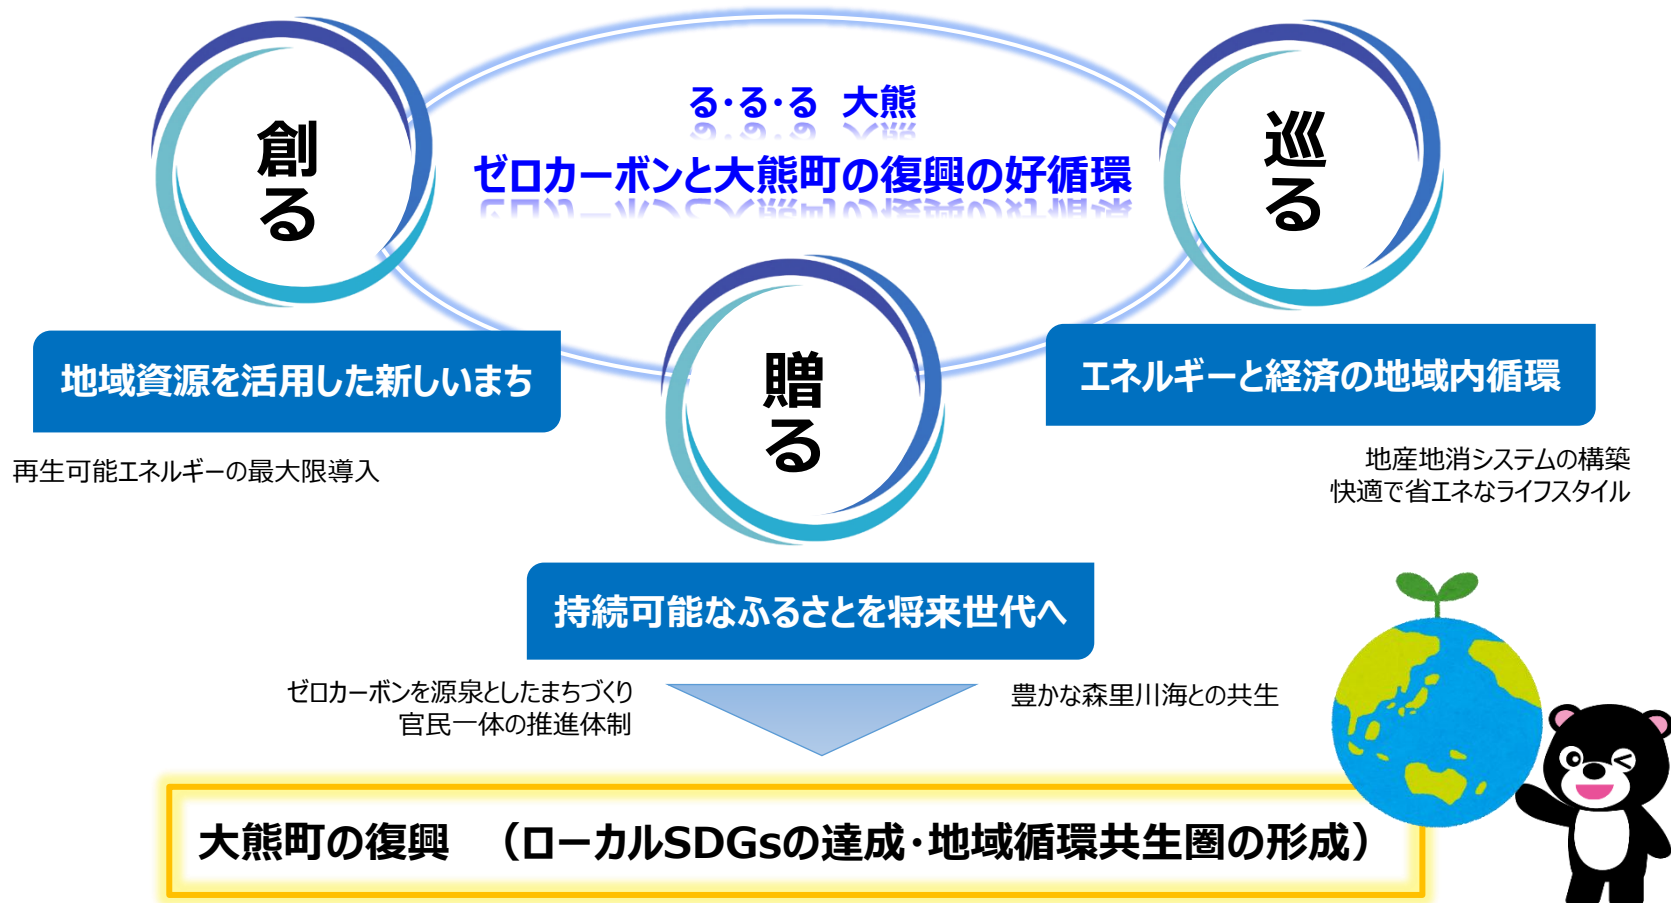 る・る・る 大熊
ゼロカーボンと大熊町の復興の好循環
創る
地域資源を活用した新しいまち
再生可能エネルギーの最大限導入
巡る
エネルギーと経済の地域内循環
地産地消システムの構築
快適で省エネなライフスタイル
贈る
持続可能なふるさとを将来世代へ
ゼロカーボンを源泉としたまちづくり
官民一体の推進体制
豊かな森里川海との共生
大熊町の復興 （ローカルSDGsの達成・地域循環共生圏の形成）